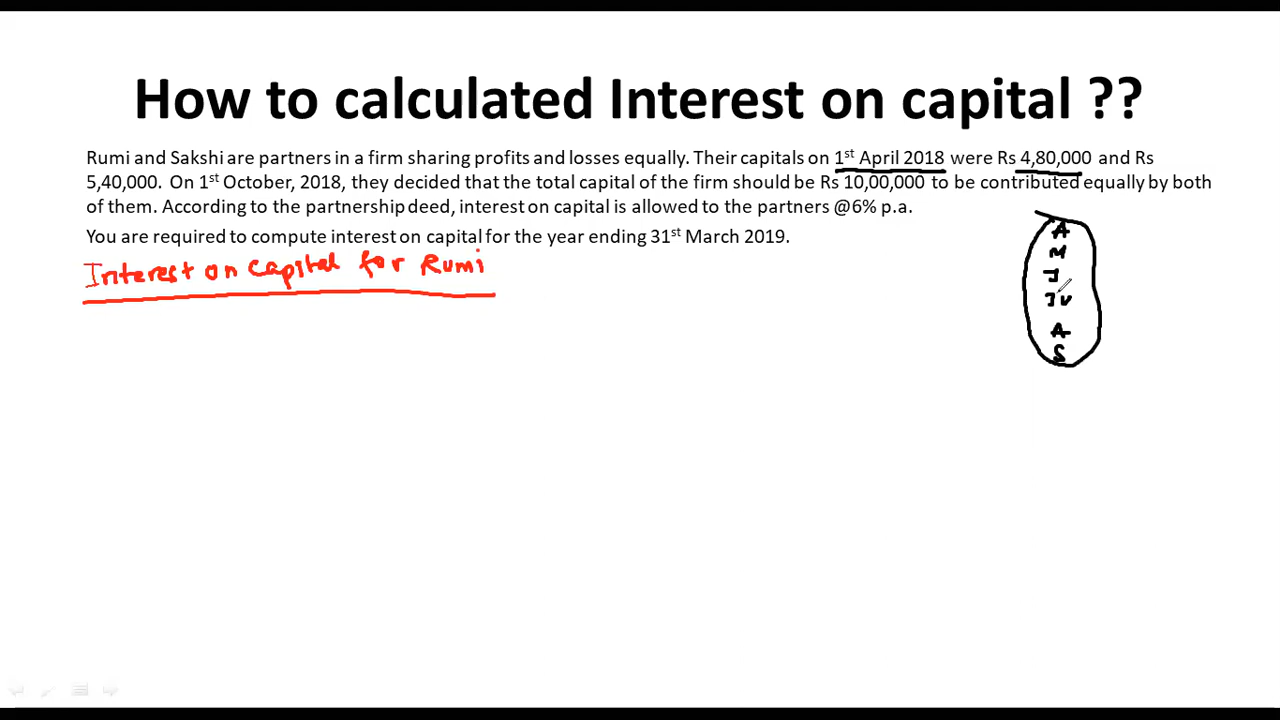 How to calculated Interest on capital ??
Rumi and Sakshi are partners in a firm sharing profits and losses equally. Their capitals on 1st April 2018 were Rs 4,80,000 and Rs
5,40,000. On 1st October, 2018, they decided that the total capital of the firm should be Rs 10,00,000 to be contributed equally by both
of them. According to the partnership deed, interest on capital is allowed to the partners @6% p.a.
You are required to compute interest on capital for the year ending 31st March 2019.
Interest on capital for Rumi
A
M
J
JU
A
S